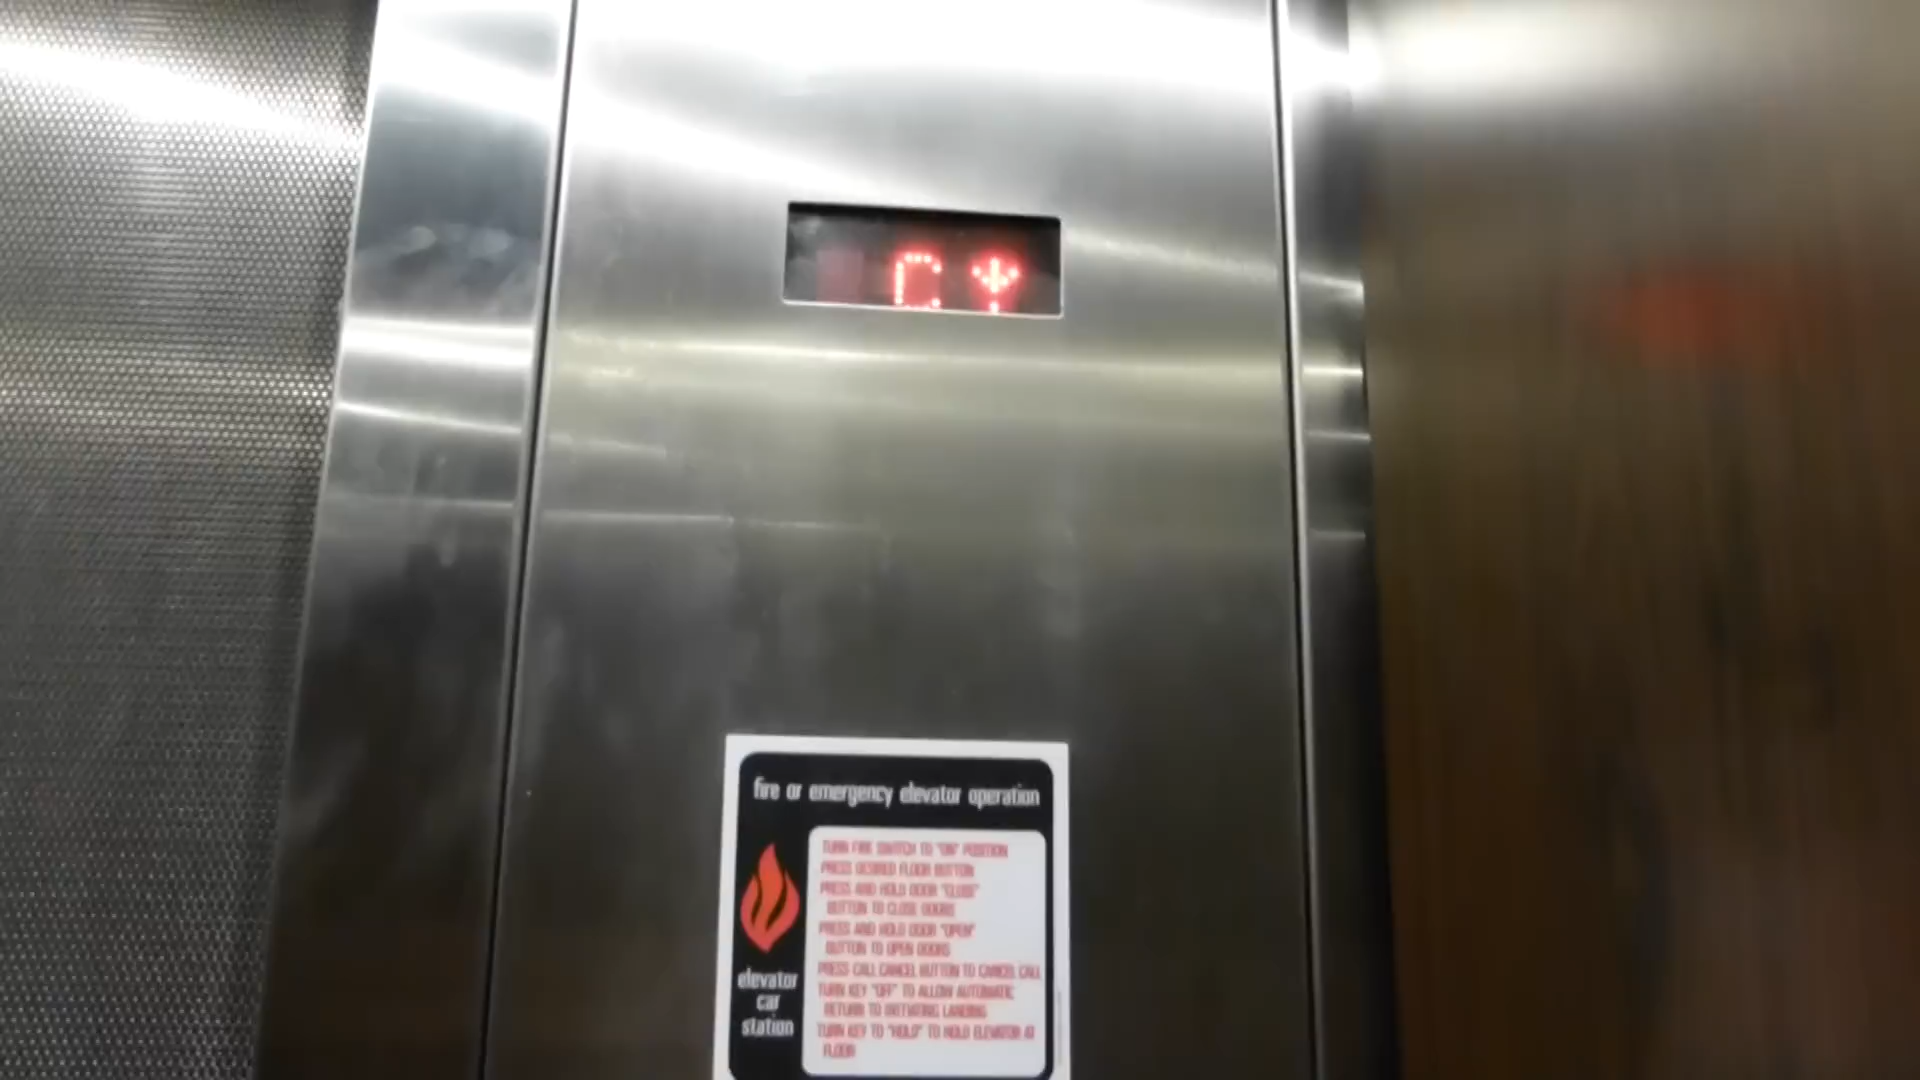 C
fire or emergency elevator operation
TURN FIRE SWITCH TO "ON" POSITION
PRESS DESIRED FLOOR BUTTON
PRESS AND HOLD DOOR "CLOSE"
BUTTON TO CLOSE DOORS
PRESS AND HOLD DOOR "OPEN"
BUTTON TO OPEN DOORS
PRESS CALL CANCEL BUTTON TO CANCEL CALL
TURN KEY "OFF" TO ALLOW AUTOMATIC
RETURN TO INITIATING LANDING
TURN KEY TO "HOLD" TO HOLD ELEVATOR AT
FLOOR
elevator
car
station